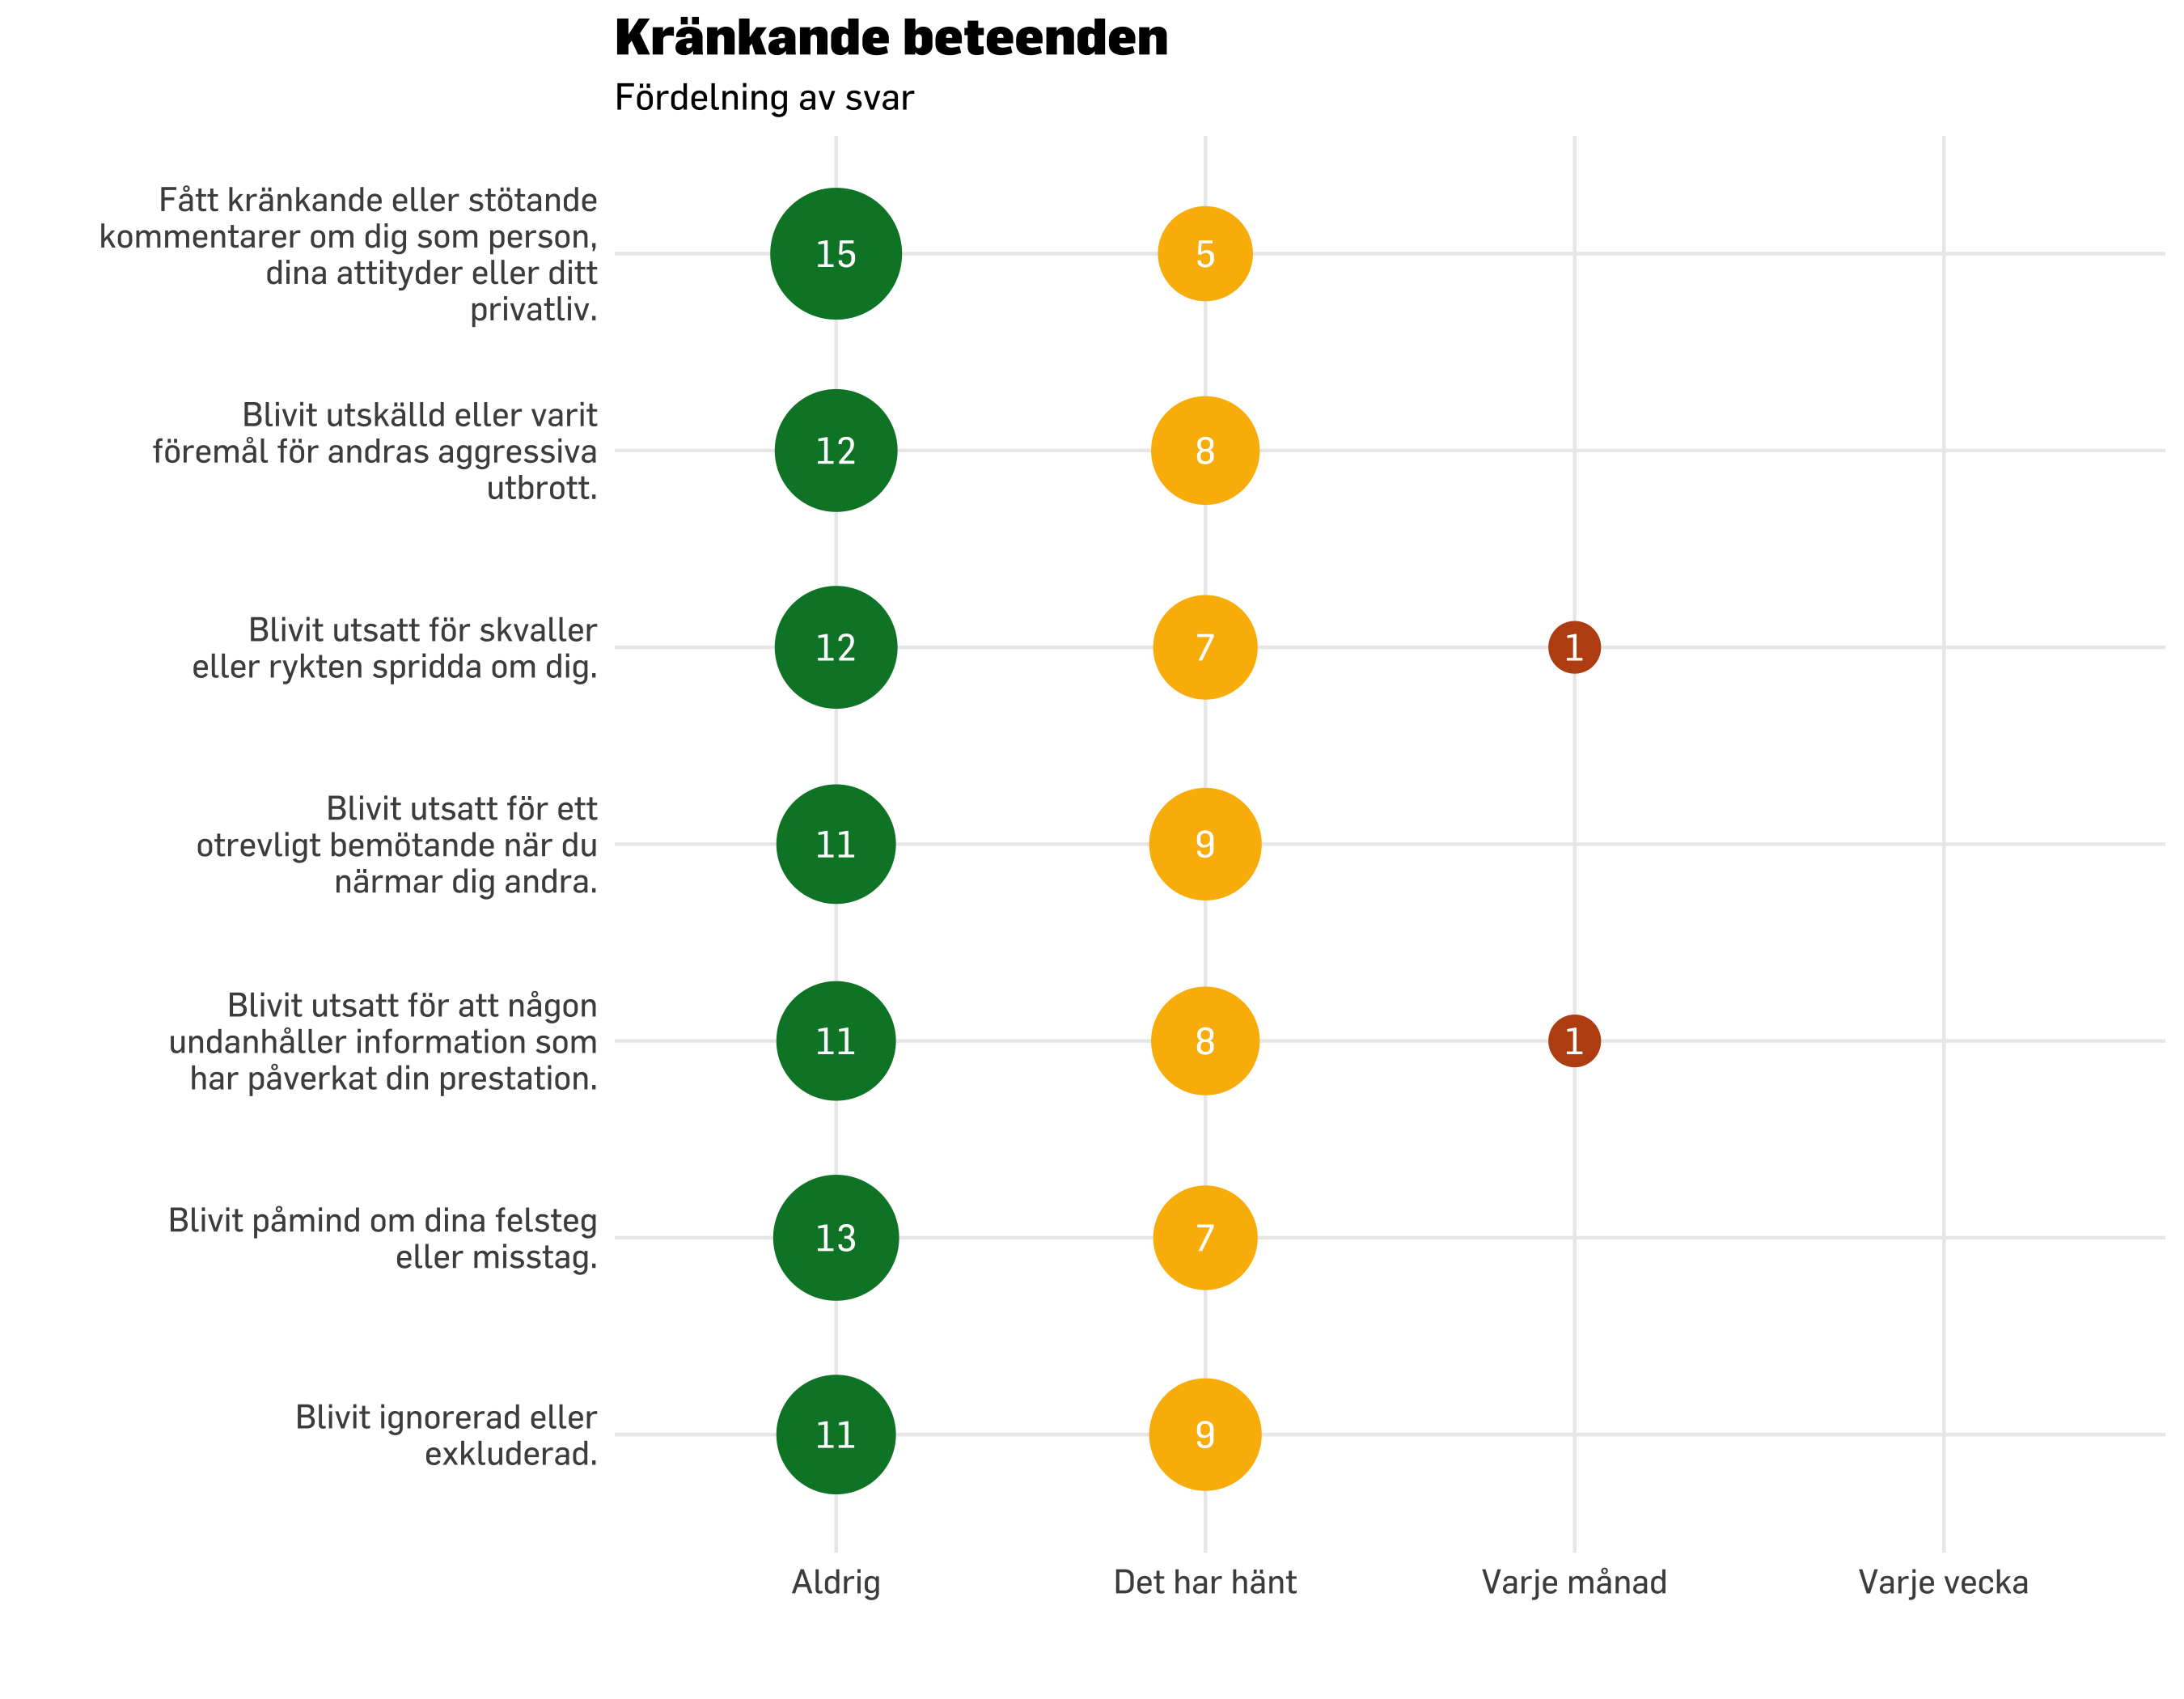 Kränkande beteenden
Fördelning av svar
Fått kränkande eller stötande
kommentarer om dig som person,
dina attityder eller ditt
privatliv.
15
5
Blivit utskälld eller varit
föremål för andras aggressiva
utbrott.
12
8
Blivit utsatt för skvaller
eller rykten spridda om dig.
12
7
1
Blivit utsatt för ett
otrevligt bemötande när du
närmar dig andra.
11
9
Blivit utsatt för att någon
undanhåller information som
har påverkat din prestation.
11
8
1
Blivit påmind om dina felsteg
eller misstag.
13
7
Blivit ignorerad eller
exkluderad.
11
9
Aldrig
Det har hänt
Varje månad
Varje vecka